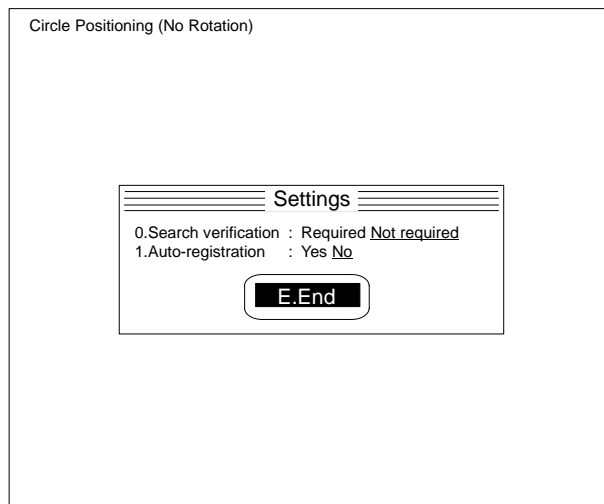 Circle Positioning (No Rotation)
Settings
0.Search verification : Required Not required
1.Auto-registration : Yes No
E.End